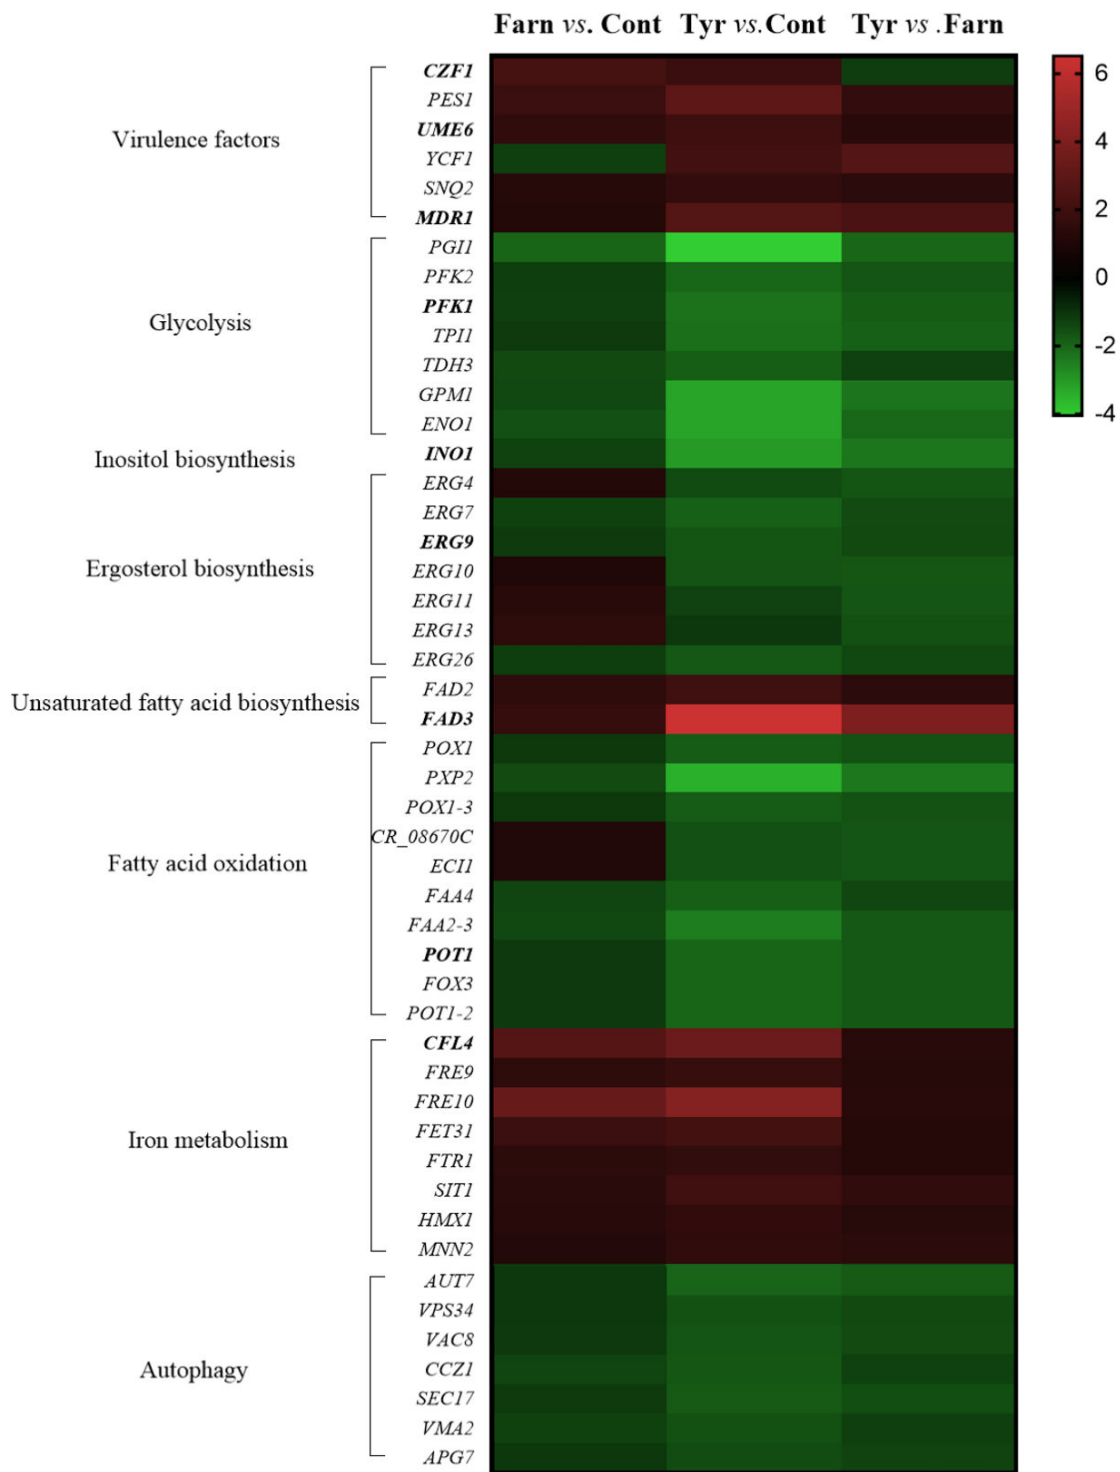 Farn vs. Cont Tyr vs.Cont Tyr vs .Farn
Virulence factors
CZF1
PES1
UME6
YCF1
SNQ2
MDR1
Glycolysis
PGI1
PFK2
PFK1
TPI1
TDH3
GPM1
ENO1
Inositol biosynthesis
INO1
Ergosterol biosynthesis
ERG4
ERG7
ERG9
ERG10
ERG11
ERG13
ERG26
Unsaturated fatty acid biosynthesis
FAD2
FAD3
Fatty acid oxidation
POX1
PXP2
POX1-3
CR_08670C
ECI1
FAA4
FAA2-3
POT1
FOX3
POT1-2
Iron metabolism
CFL4
FRE9
FRE10
FET31
FTR1
SIT1
HMX1
MNN2
Autophagy
AUT7
VPS34
VAC8
CCZ1
SEC17
VMA2
APG7
6
4
2
0
-2
-4